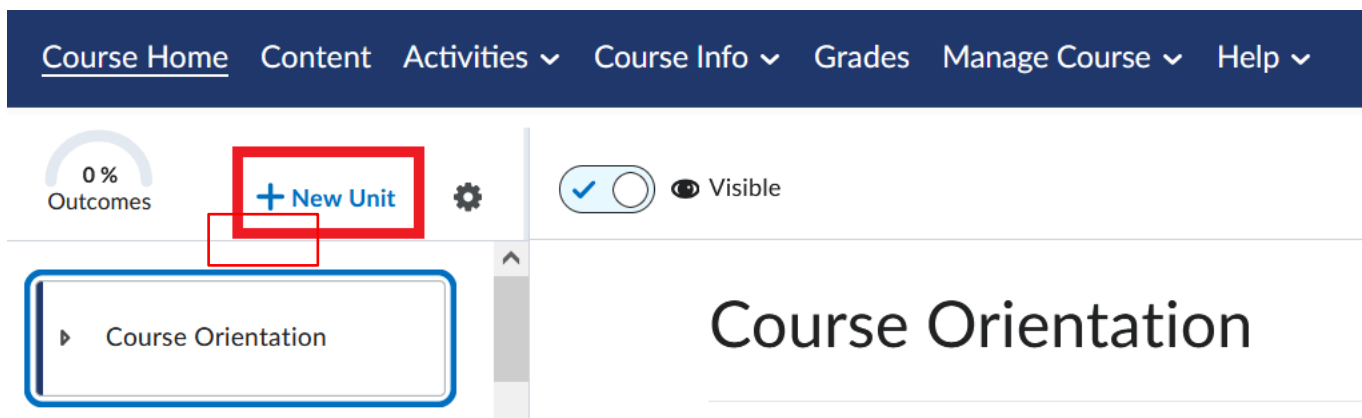 Course Home Content Activities Course Info Grades Manage Course Help
0 %
Outcomes
New Unit
Visible
Course Orientation
Course Orientation